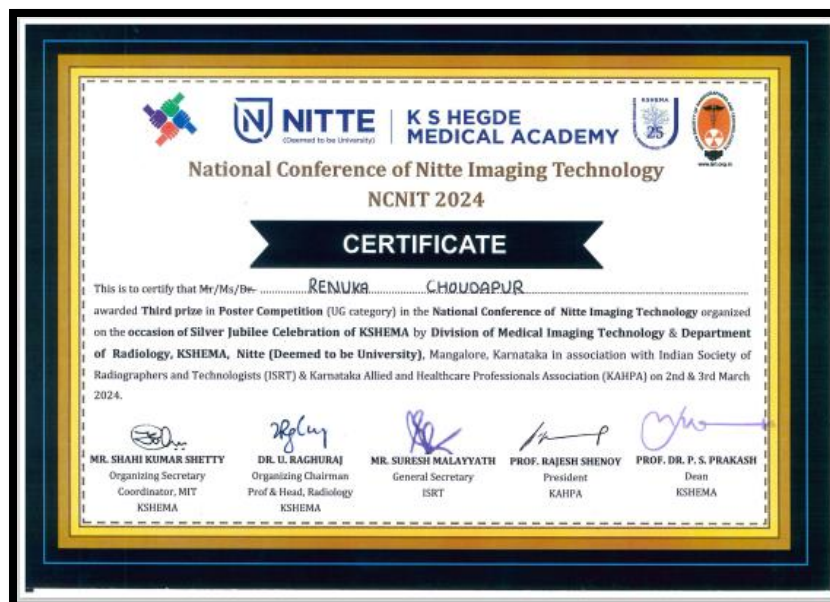 NITTE
(Deemed to be University)
K S HEGDE
MEDICAL ACADEMY
KSHEMA
25
National Conference of Nitte Imaging Technology
NCNIT 2024
CERTIFICATE
This is to certify that Mr/Ms/Dr. RENUKA CHOUDAPUR
awarded Third prize in Poster Competition (UG category) in the National Conference of Nitte Imaging Technology organized
on the occasion of Silver Jubilee Celebration of KSHEMA by Division of Medical Imaging Technology & Department
of Radiology, KSHEMA, Nitte (Deemed to be University), Mangalore, Karnataka in association with Indian Society of
Radiographers and Technologists (ISRT) & Karnataka Allied and Healthcare Professionals Association (KAHPA) on 2nd & 3rd March
2024.
MR. SHAHI KUMAR SHETTY
Organizing Secretary
Coordinator, MIT
KSHEMA
DR. U. RAGHURAJ
Organizing Chairman
Prof & Head, Radiology
KSHEMA
MR. SURESH MALAYYATH
General Secretary
ISRT
PROF. RAJESH SHENOY
President
KAHPA
PROF. DR. P. S. PRAKASH
Dean
KSHEMA